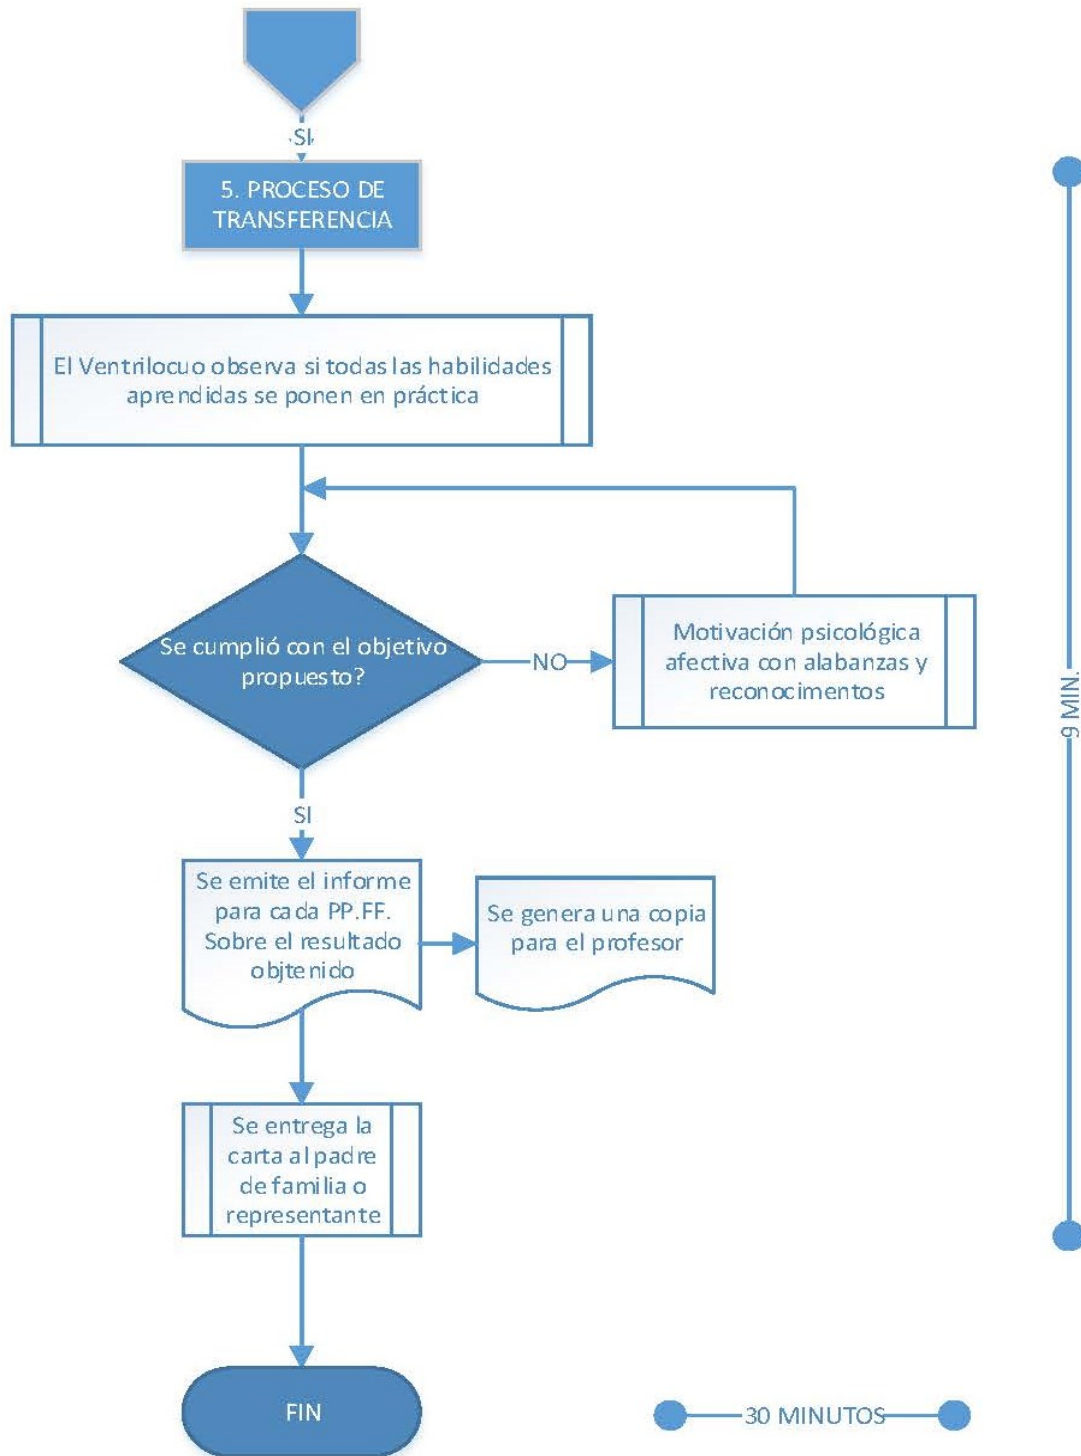 SI
5. PROCESO DE
TRANSFERENCIA
El Ventrilocuo observa si todas las habilidades
aprendidas se ponen en práctica
Se cumplió con el objetivo
propuesto?
NO
Motivación psicológica
afectiva con alabanzas y
reconocimentos
9 MIN.
SI
Se emite el informe
para cada PP.FF.
Sobre el resultado
objtenido
Se genera una copia
para el profesor
Se entrega la
carta al padre
de familia o
representante
FIN
30 MINUTOS